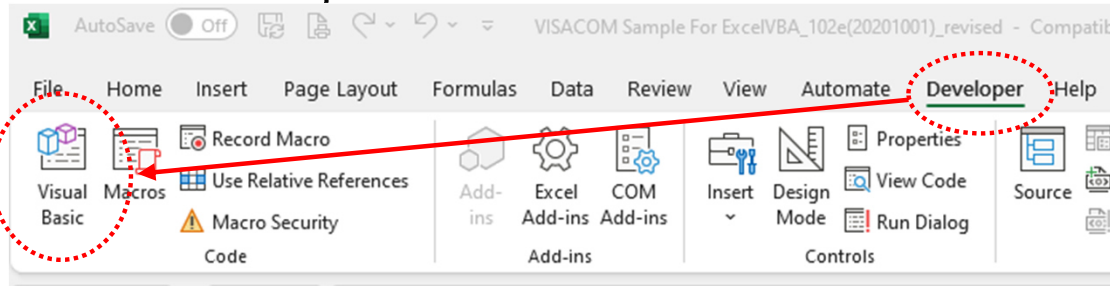 AutoSave Off VISACOM Sample For ExcelVBA_102e(20201001)_revised - Compatib
File Home Insert Page Layout Formulas Data Review View Automate Developer Help
Visual Basic
Macros
Record Macro
Use Relative References
Macro Security
Code
Add-ins
Excel Add-ins
COM Add-ins
Add-ins
Insert
Design Mode
Properties
View Code
Run Dialog
Controls
Source